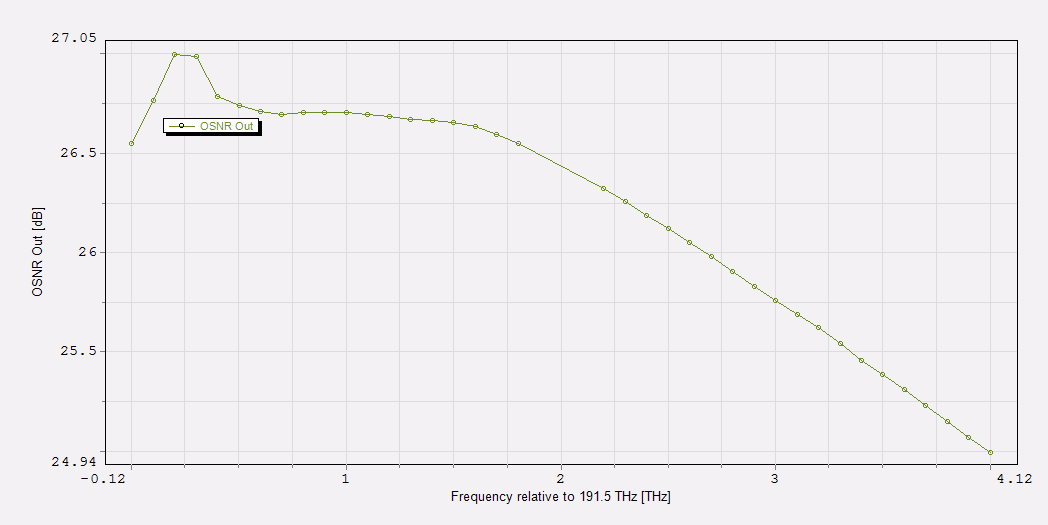 27.05
OSNR Out
26.5
26
25.5
24.94
OSNR Out [dB]
-0.12 1 2 3 4.12
Frequency relative to 191.5 THz [THz]